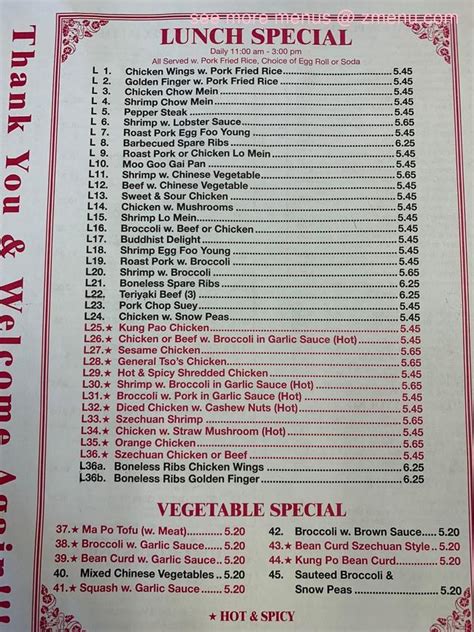 see more menus @ zmenu.com
Thank You & Welcome Again!!!
LUNCH SPECIAL
Daily 11:00 am - 3:00 pm
All Served w. Pork Fried Rice, Choice of Egg Roll or Soda
L 1. Chicken Wings w. Pork Fried Rice 5.45
L 2. Golden Finger w. Pork Fried Rice 5.45
L 3. Chicken Chow Mein 5.45
L 4. Shrimp Chow Mein 5.45
L 5. Pepper Steak 5.45
L 6. Shrimp w. Lobster Sauce 5.65
L 7. Roast Pork Egg Foo Young 5.45
L 8. Barbecued Spare Ribs 6.25
L 9. Roast Pork or Chicken Lo Mein 5.45
L10. Moo Goo Gai Pan 5.45
L11. Shrimp w. Chinese Vegetable 5.65
L12. Beef w. Chinese Vegetable 5.45
L13. Sweet & Sour Chicken 5.45
L14. Chicken w. Mushrooms 5.45
L15. Shrimp Lo Mein 5.45
L16. Broccoli w. Beef or Chicken 5.45
L17. Buddhist Delight 5.45
L18. Shrimp Egg Foo Young 5.45
L19. Roast Pork w. Broccoli 5.45
L20. Shrimp w. Broccoli 5.65
L21. Boneless Spare Ribs 6.25
L22. Teriyaki Beef (3) 5.45
L23. Pork Chop Suey 5.45
L24. Chicken w. Snow Peas 5.45
L25.★ Kung Pao Chicken 5.45
L26.★ Chicken or Beef w. Broccoli in Garlic Sauce (Hot) 5.45
L27.★ Sesame Chicken 5.65
L28.★ General Tso's Chicken 5.65
L29.★ Hot & Spicy Shredded Chicken 5.45
L30.★ Shrimp w. Broccoli in Garlic Sauce (Hot) 5.65
L31.★ Broccoli w. Pork in Garlic Sauce (Hot) 5.45
L32.★ Diced Chicken w. Cashew Nuts (Hot) 5.45
L33.★ Szechuan Shrimp 5.65
L34.★ Chicken w. Straw Mushroom (Hot) 5.45
L35.★ Orange Chicken 5.65
L36.★ Szechuan Chicken or Beef 5.45
L36a. Boneless Ribs Chicken Wings 6.25
L36b. Boneless Ribs Golden Finger 6.25
VEGETABLE SPECIAL
37.★ Ma Po Tofu (w. Meat) 5.20
38.★ Broccoli w. Garlic Sauce 5.20
39.★ Bean Curd w. Garlic Sauce 5.20
40. Mixed Chinese Vegetables 5.20
41.★ Squash w. Garlic Sauce 5.20
42. Broccoli w. Brown Sauce 5.20
43.★ Bean Curd Szechuan Style 5.20
44.★ Kung Po Bean Curd 5.20
45. Sauteed Broccoli &
Snow Peas 5.20
★ HOT & SPICY